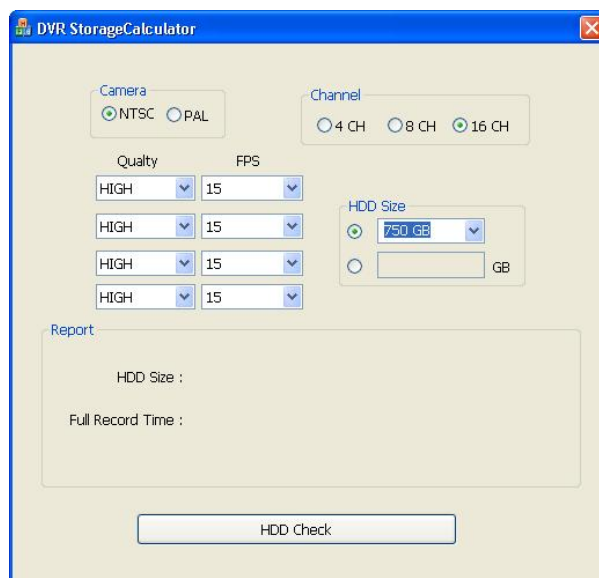 DVR StorageCalculator
Camera
NTSC PAL
Channel
4 CH 8 CH 16 CH
Qualty FPS
HIGH 15
HIGH 15
HIGH 15
HIGH 15
HDD Size
750 GB
GB
Report
HDD Size :
Full Record Time :
HDD Check